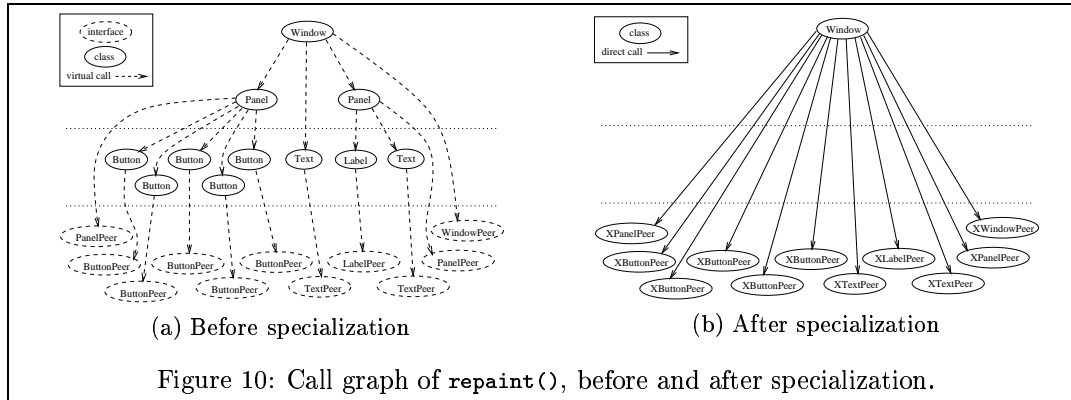 interface
class
virtual call
Window
Panel
Panel
Button
Button
Button
Text
Label
Text
Button
Button
PanelPeer
WindowPeer
ButtonPeer
ButtonPeer
ButtonPeer
LabelPeer
PanelPeer
ButtonPeer
ButtonPeer
TextPeer
TextPeer
(a) Before specialization
class
direct call
Window
XPanelPeer
XWindowPeer
XButtonPeer
XButtonPeer
XButtonPeer
XLabelPeer
XPanelPeer
XButtonPeer
XButtonPeer
XTextPeer
XTextPeer
(b) After specialization
Figure 10: Call graph of repaint(), before and after specialization.